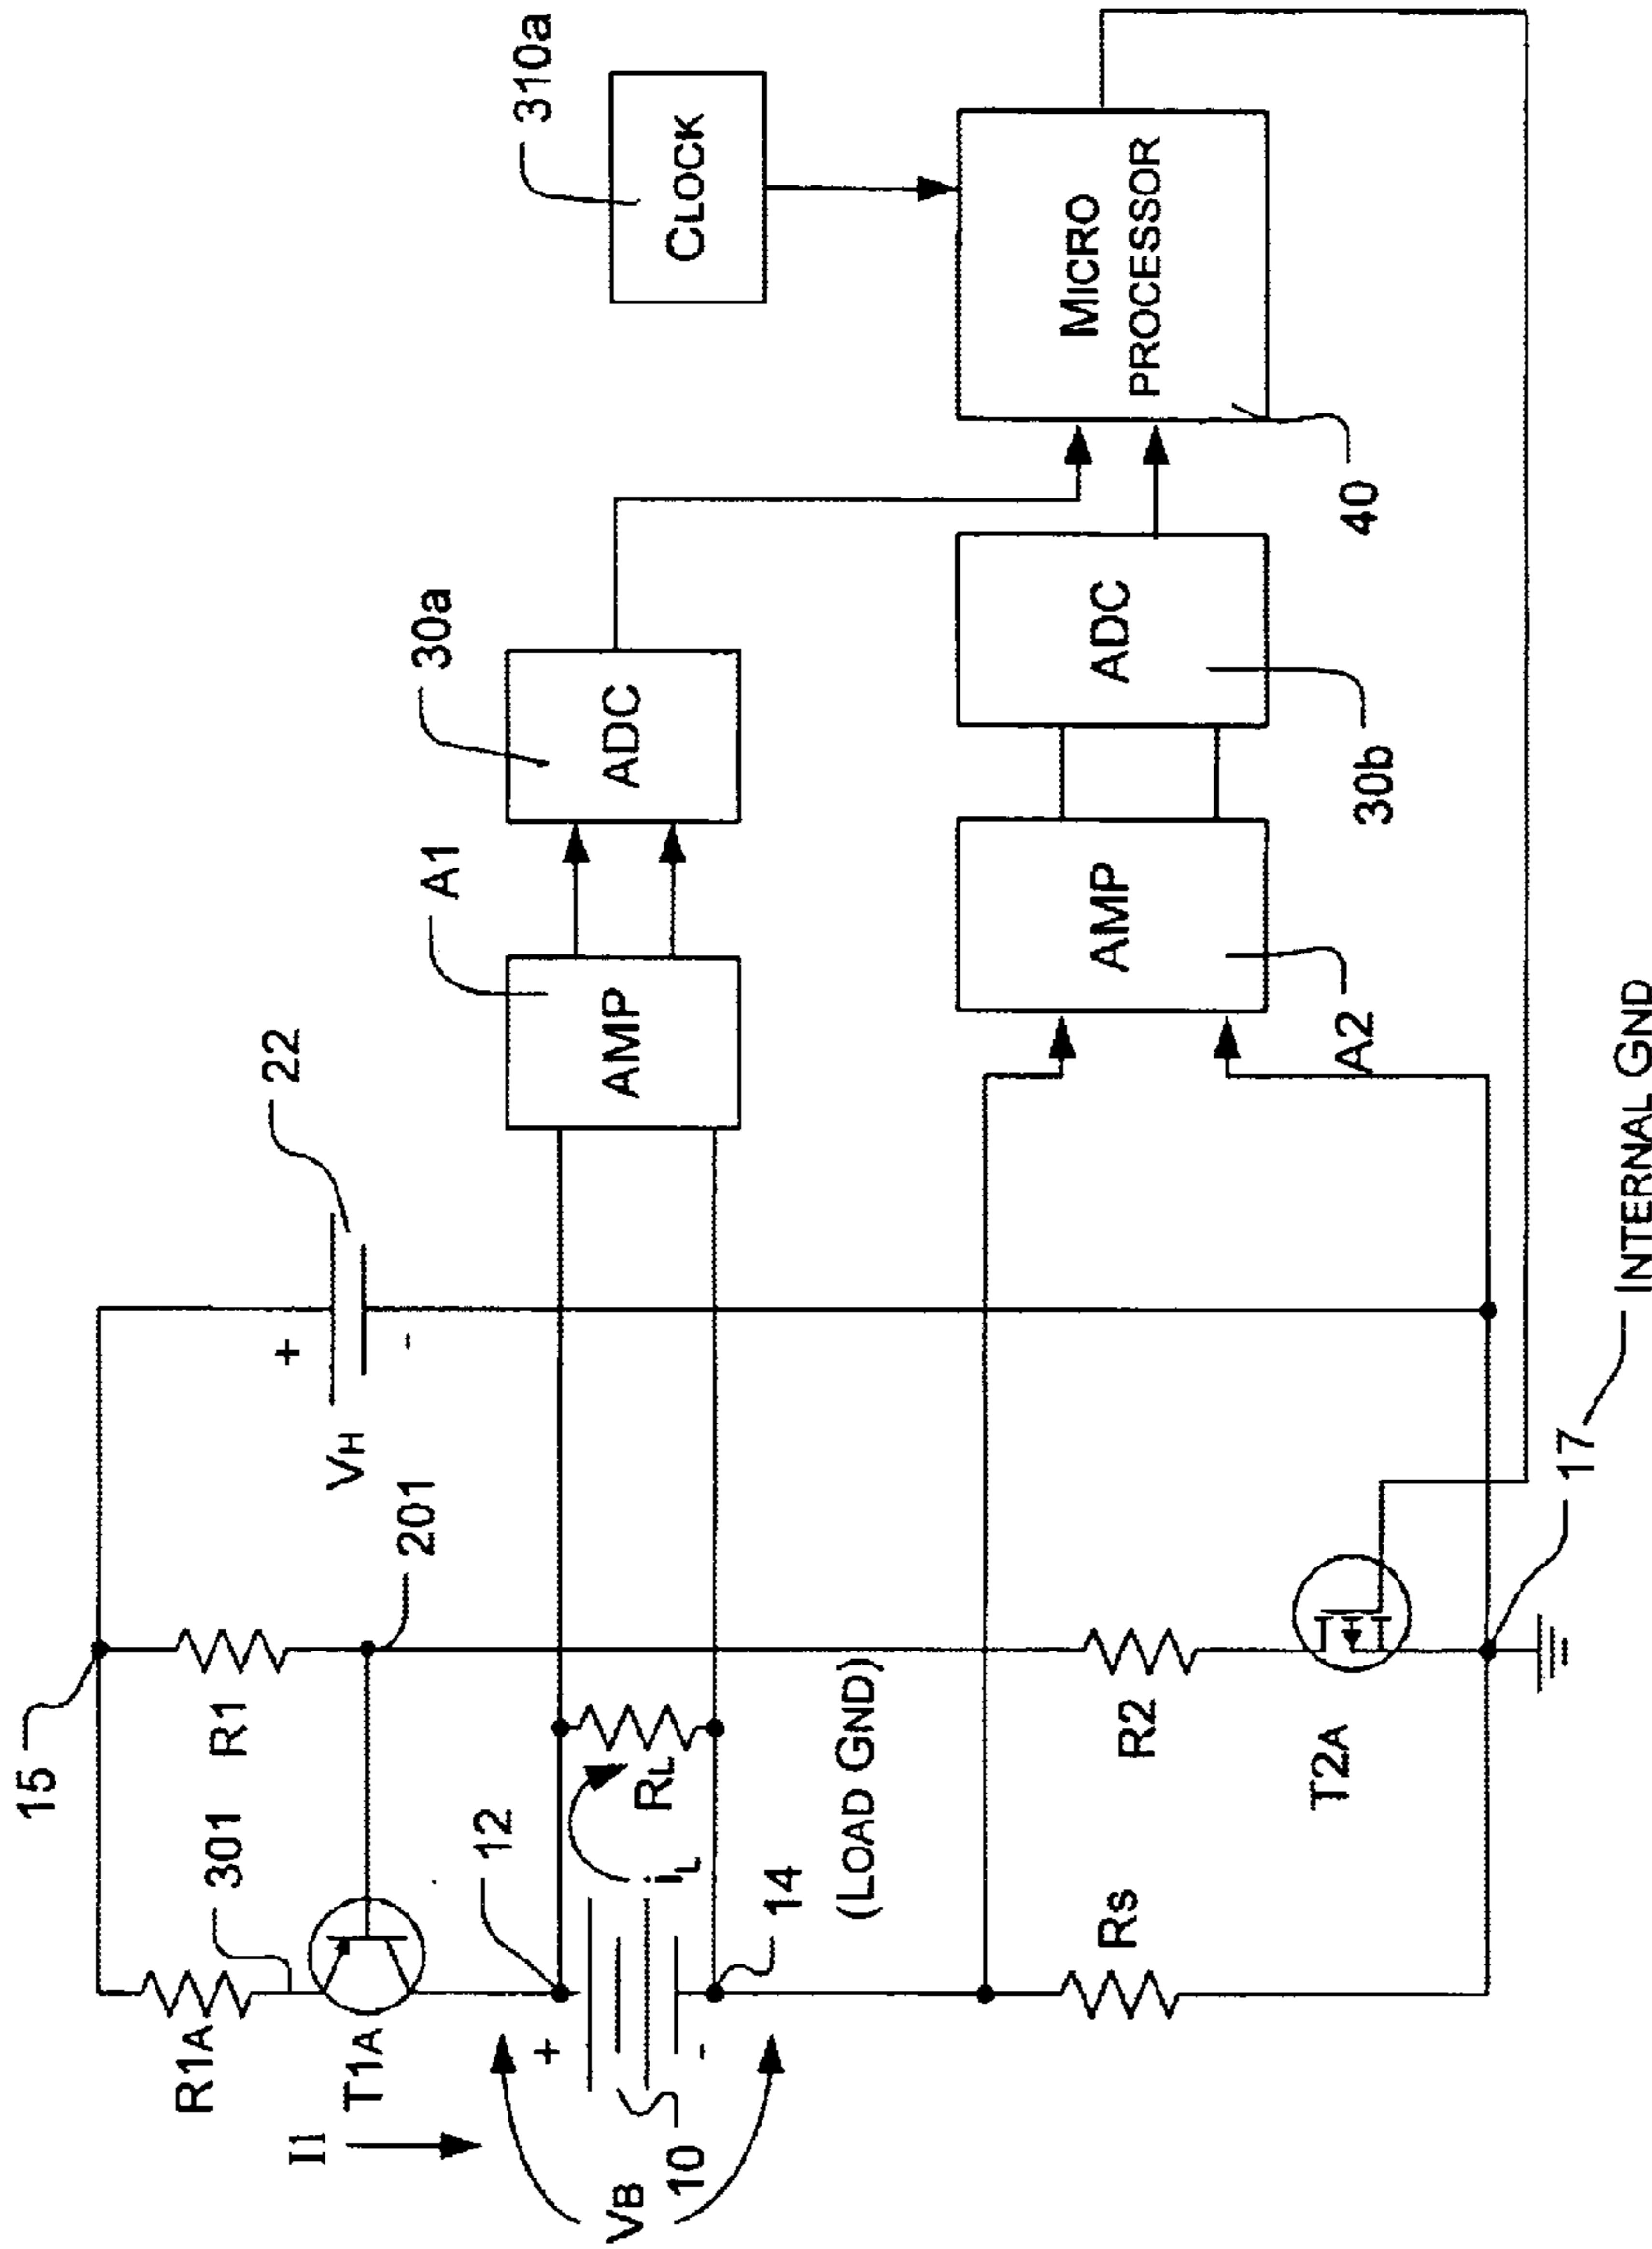 15
R1A
301
R1
T1A
I1
201
VH
+
-
22
12
+
VB
10
-
iL
RL
14
(LOAD GND)
A1
AMP
30a
ADC
310a
CLOCK
MICRO
PROCESSOR
40
Rs
R2
T2A
AMP
A2
ADC
30b
17
INTERNAL GND